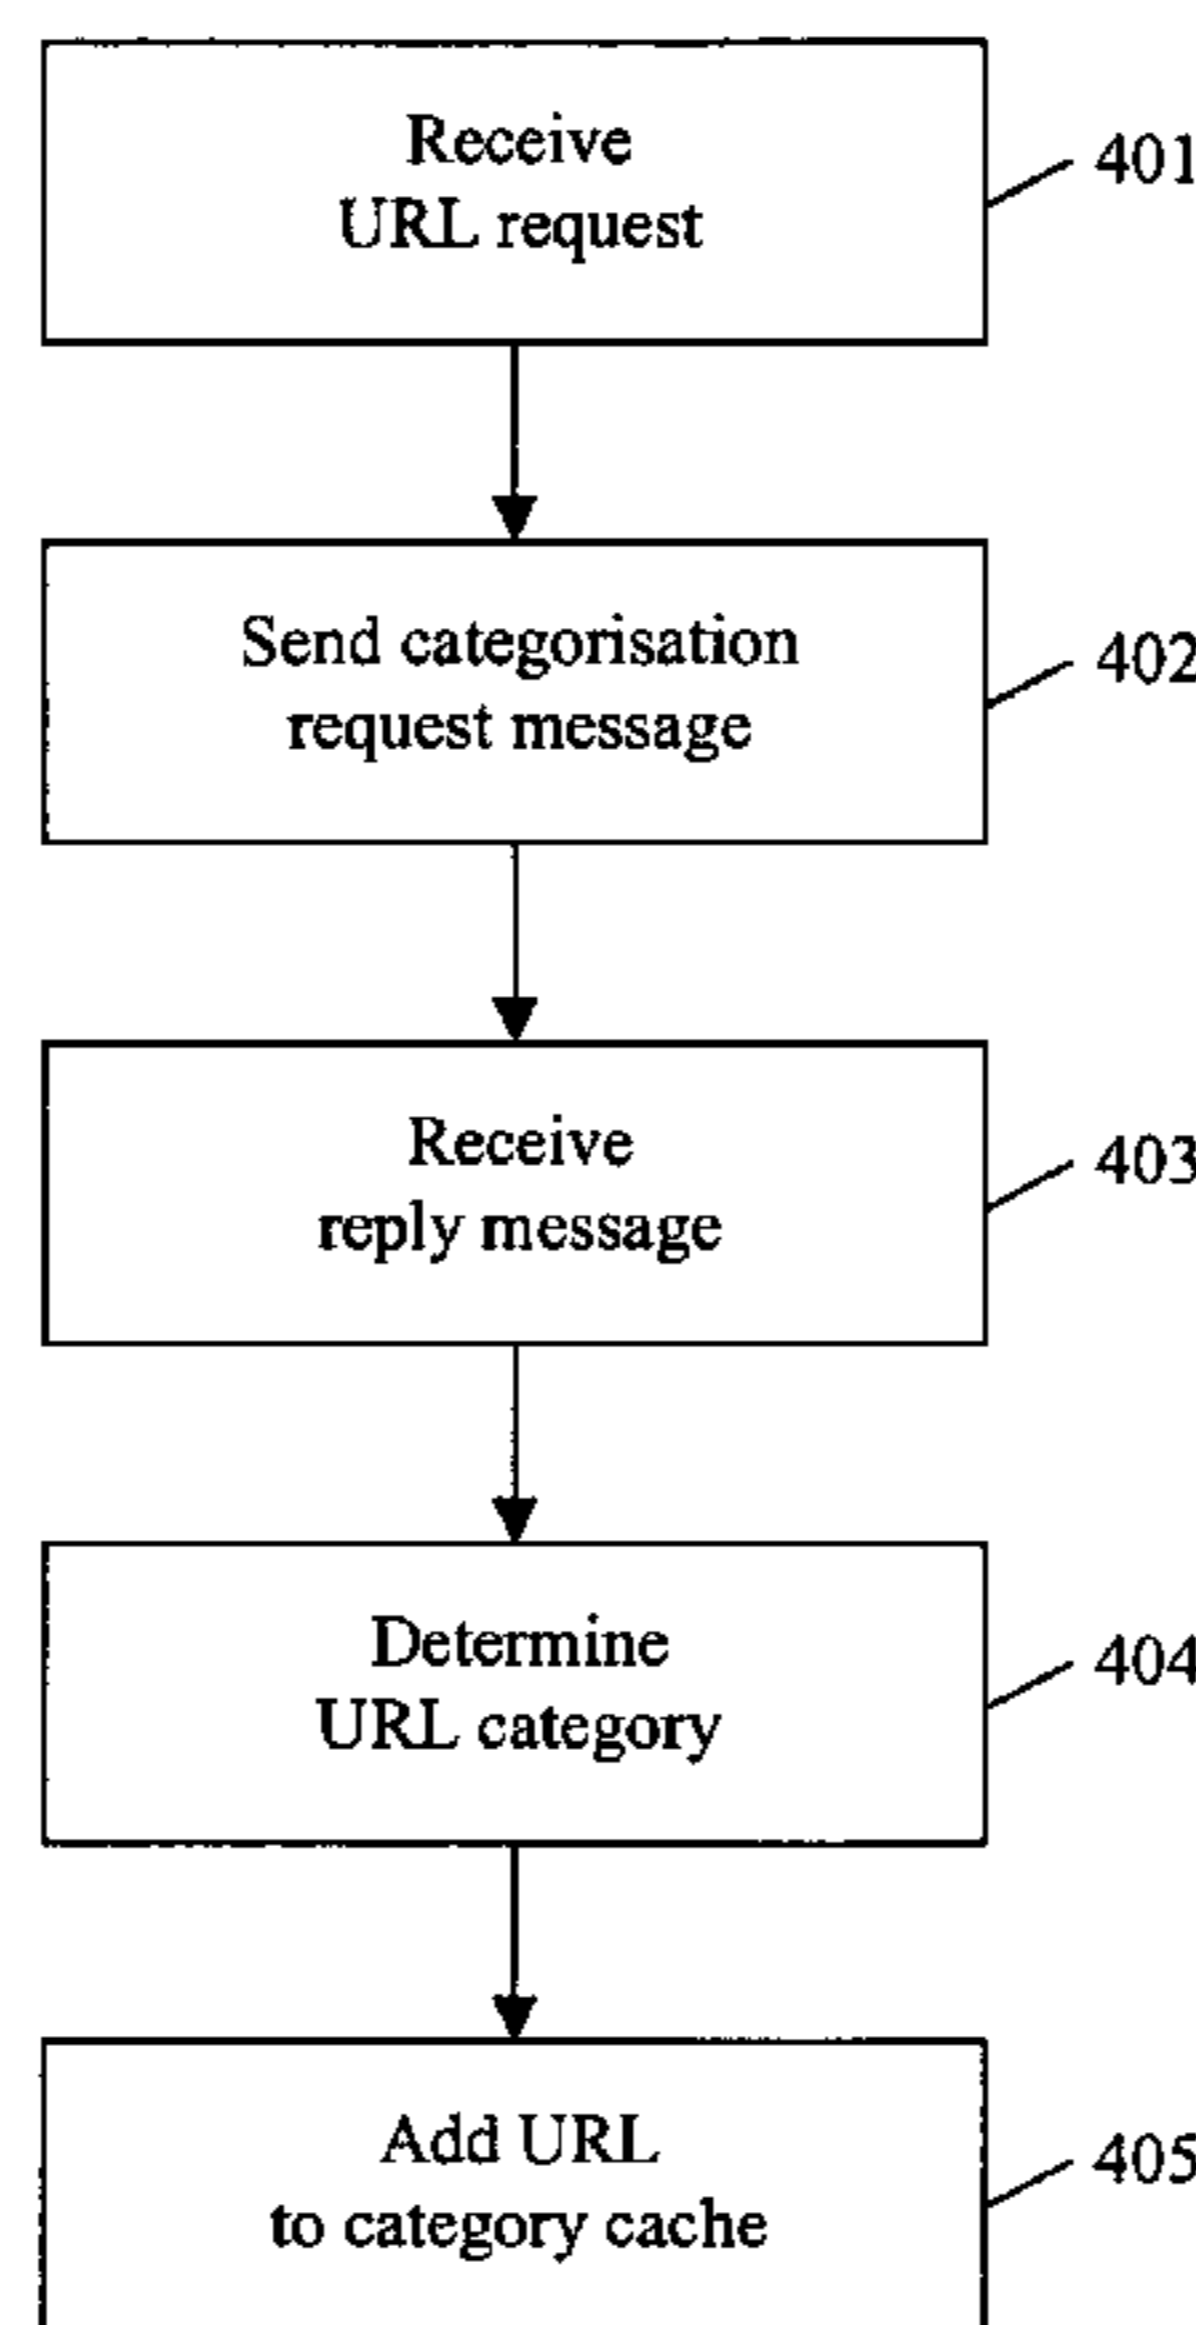 Receive
URL request
401
Send categorisation
request message
402
Receive
reply message
403
Determine
URL category
404
Add URL
to category cache
405